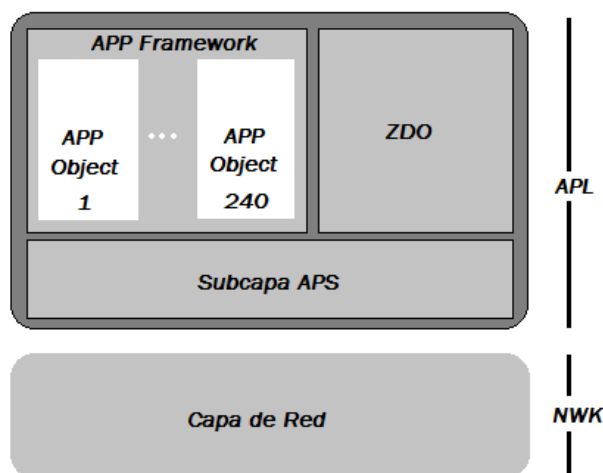 APP Framework
APP
Object
1
...
APP
Object
240
ZDO
APL
Subcapa APS
Capa de Red
NWK